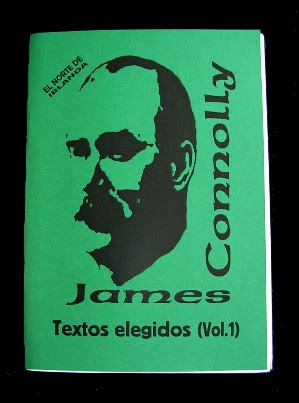 EL NORTE DE
IRLANDA
James
Connolly
Textos elegidos (Vol.1)